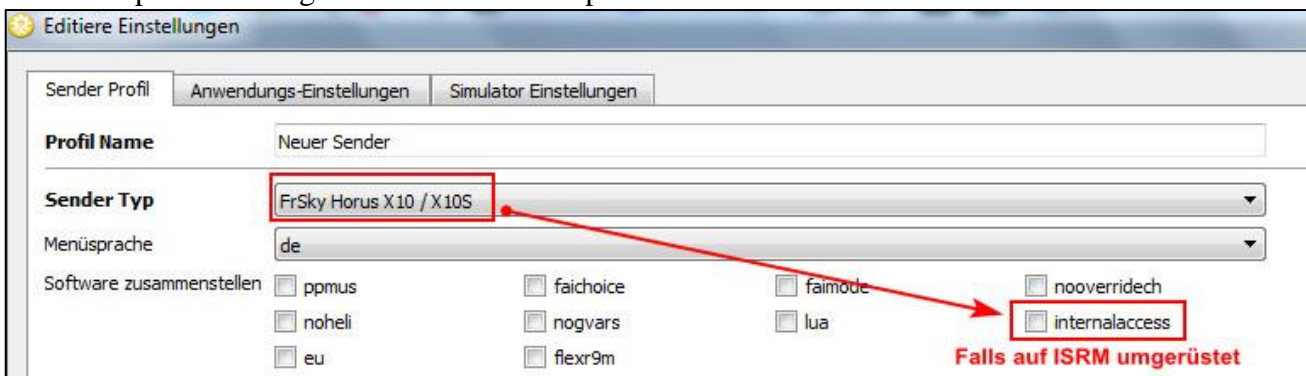 Editiere Einstellungen
Sender Profil Anwendungs-Einstellungen Simulator Einstellungen
Profil Name Neuer Sender
Sender Typ FrSky Horus X10 / X10S
Menüsprache de
Software zusammenstellen ppmus faichoice faimode nooverridech
noheli nogvars lua internalaccess
eu flexr9m Falls auf ISRM umgerüstet